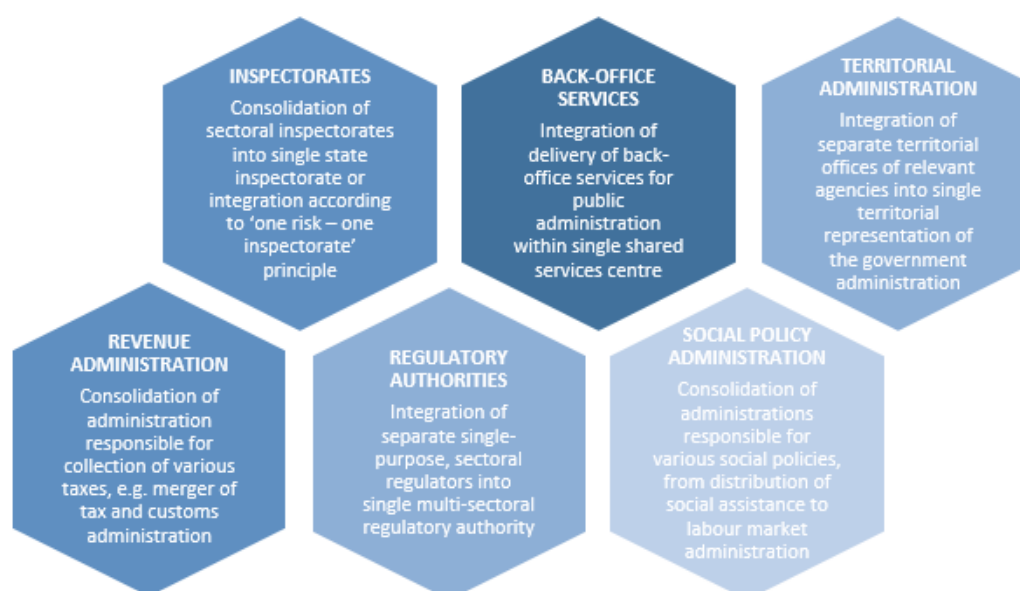 INSPECTORATES
Consolidation of
sectoral inspectorates
into single state
inspectorate or
integration according
to ‘one risk – one
inspectorate’
principle
BACK-OFFICE
SERVICES
Integration of
delivery of back-
office services for
public
administration
within single shared
services centre
TERRITORIAL
ADMINISTRATION
Integration of
separate territorial
offices of relevant
agencies into single
territorial
representation of
the government
administration
REVENUE
ADMINISTRATION
Consolidation of
administration
responsible for
collection of various
taxes, e.g. merger of
tax and customs
administration
REGULATORY
AUTHORITIES
Integration of
separate single-
purpose, sectoral
regulators into
single multi-sectoral
regulatory authority
SOCIAL POLICY
ADMINISTRATION
Consolidation of
administrations
responsible for
various social policies,
from distribution of
social assistance to
labour market
administration